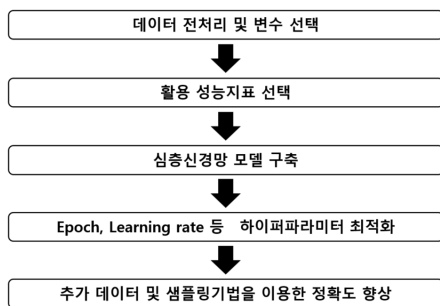 데이터 전처리 및 변수 선택
활용 성능지표 선택
심층신경망 모델 구축
Epoch, Learning rate 등 하이퍼파라미터 최적화
추가 데이터 및 샘플링기법을 이용한 정확도 향상